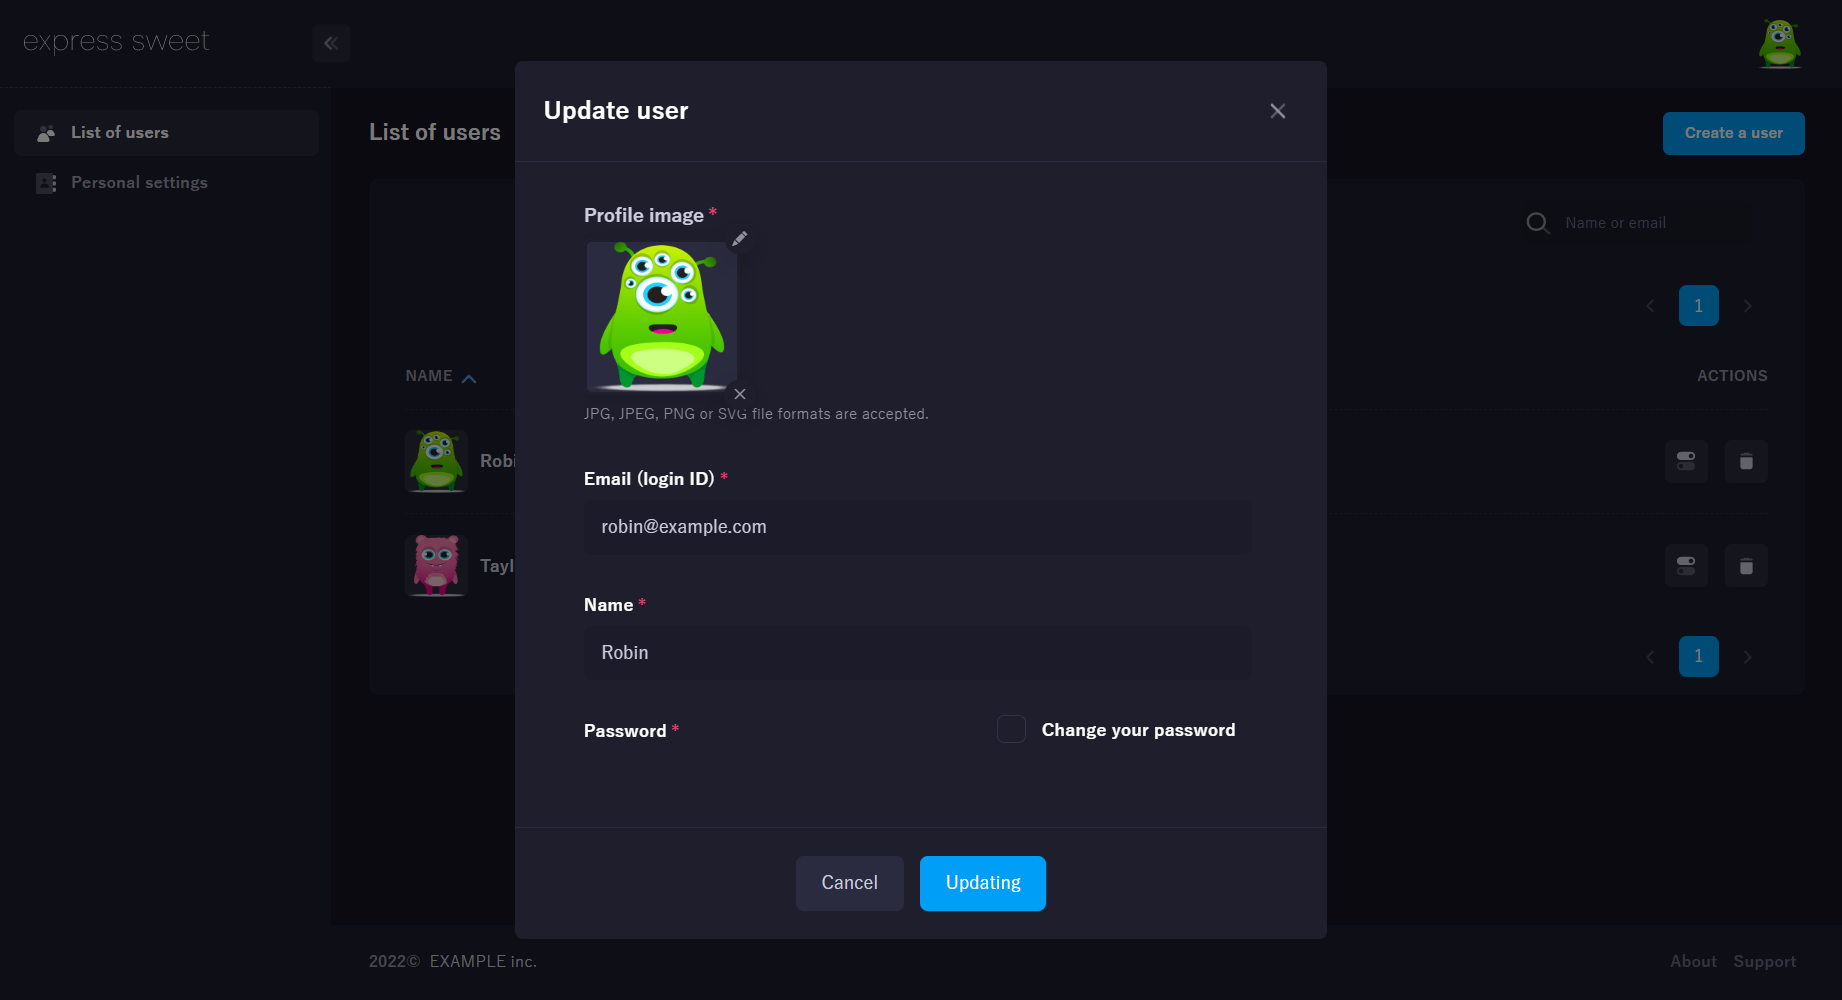 express sweet
List of users
Personal settings
List of users
Create a user
Name or email
1
NAME
ACTIONS
Robi
Tayl
1
Update user
Profile image *
JPG, JPEG, PNG or SVG file formats are accepted.
Email (login ID) *
robin@example.com
Name *
Robin
Password *
Change your password
Cancel
Updating
2022© EXAMPLE inc.
About
Support